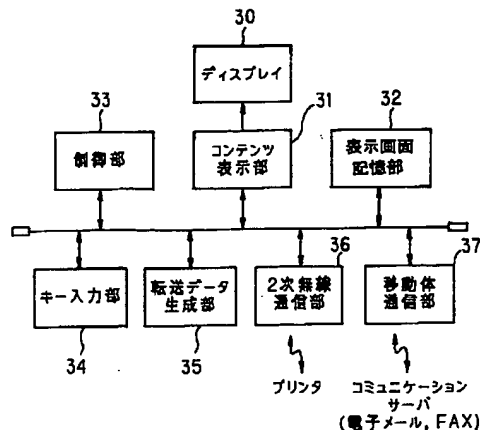 30
ディスプレイ
33
31
32
制御部
コンテンツ
表示部
表示画面
記憶部
36
37
キー入力部
転送データ
生成部
2次無線
通信部
移動体
通信部
34
35
プリンタ
コミュニケーション
サーバ
(電子メール,FAX)